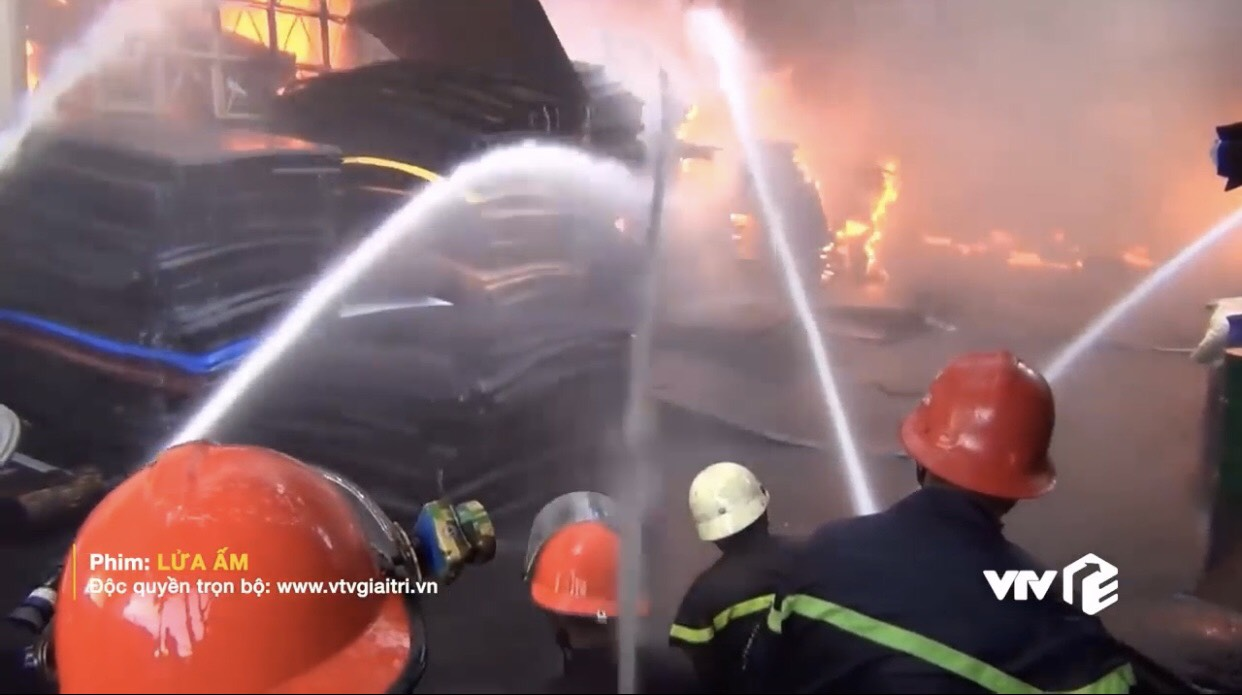 Phim: LỬA ẤM
Độc quyền trọn bộ: www.vtvgiaitri.vn
VTV